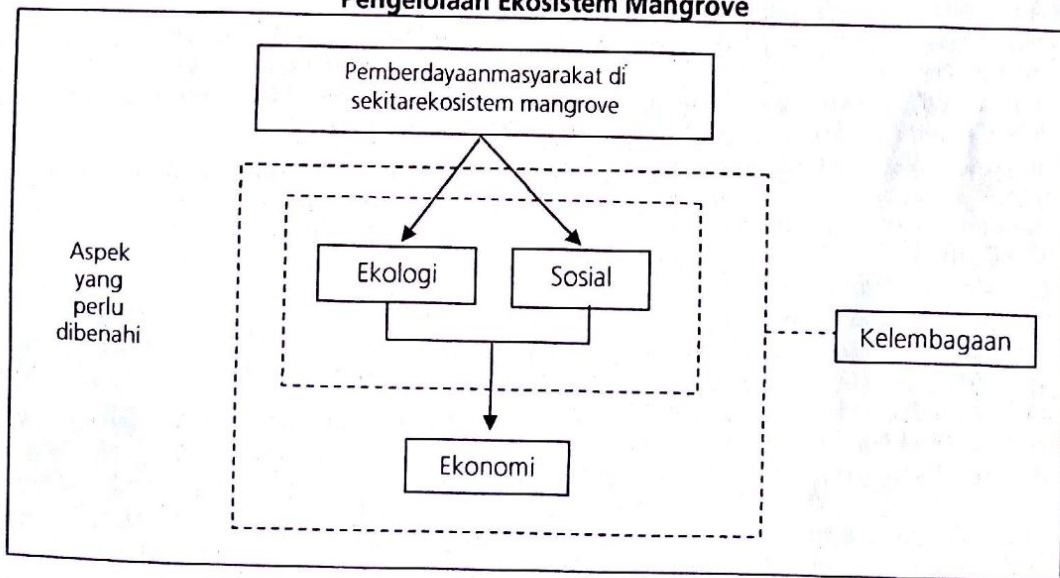 Pengelolaan Ekosistem Mangrove
Pemberdayaanmasyarakat di
sekitarekosistem mangrove
Aspek
yang
perlu
dibenahi
Ekologi
Sosial
Kelembagaan
Ekonomi